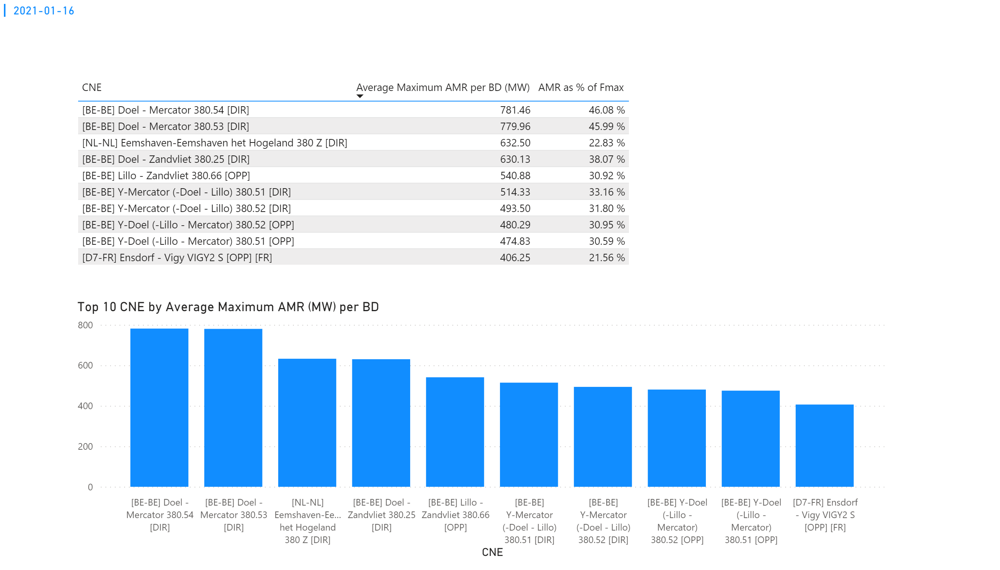 2021-01-16
CNE Average Maximum AMR per BD (MW) AMR as % of Fmax
[BE-BE] Doel - Mercator 380.54 [DIR] 781.46 46.08 %
[BE-BE] Doel - Mercator 380.53 [DIR] 779.96 45.99 %
[NL-NL] Eemshaven-Eemshaven het Hogeland 380 Z [DIR] 632.50 22.83 %
[BE-BE] Doel - Zandvliet 380.25 [DIR] 630.13 38.07 %
[BE-BE] Lillo - Zandvliet 380.66 [OPP] 540.88 30.92 %
[BE-BE] Y-Mercator (-Doel - Lillo) 380.51 [DIR] 514.33 33.16 %
[BE-BE] Y-Mercator (-Doel - Lillo) 380.52 [DIR] 493.50 31.80 %
[BE-BE] Y-Doel (-Lillo - Mercator) 380.52 [OPP] 480.29 30.95 %
[BE-BE] Y-Doel (-Lillo - Mercator) 380.51 [OPP] 474.83 30.59 %
[D7-FR] Ensdorf - Vigy VIGY2 S [OPP] [FR] 406.25 21.56 %
Top 10 CNE by Average Maximum AMR (MW) per BD
800
600
400
200
0
[BE-BE] Doel -
Mercator 380.54
[DIR]
[BE-BE] Doel -
Mercator 380.53
[DIR]
[NL-NL]
Eemshaven-Ee...
het Hogeland
380 Z [DIR]
[BE-BE] Doel -
Zandvliet 380.25
[DIR]
[BE-BE] Lillo -
Zandvliet 380.66
[OPP]
[BE-BE]
Y-Mercator
(-Doel - Lillo)
380.51 [DIR]
[BE-BE]
Y-Mercator
(-Doel - Lillo)
380.52 [DIR]
[BE-BE] Y-Doel
(-Lillo -
Mercator)
380.52 [OPP]
[BE-BE] Y-Doel
(-Lillo -
Mercator)
380.51 [OPP]
[D7-FR] Ensdorf
- Vigy VIGY2 S
[OPP] [FR]
CNE